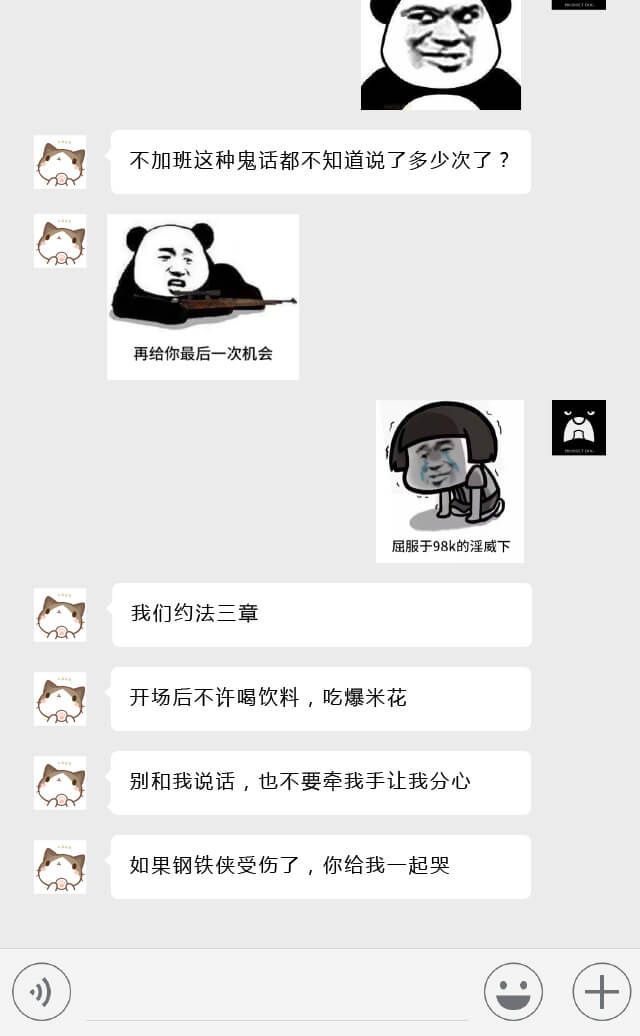 PRODUCT DOG
不加班这种鬼话都不知道说了多少次了？
再给你最后一次机会
PRODUCT DOG
屈服于98k的淫威下
我们约法三章
开场后不许喝饮料，吃爆米花
别和我说话，也不要牵我手让我分心
如果钢铁侠受伤了，你给我一起哭